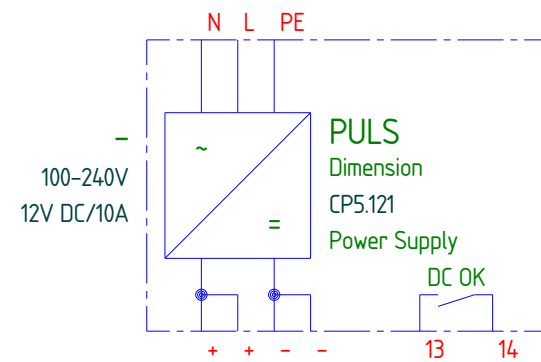 N L PE
–
100-240V
12V DC/10A
~
=
PULS
Dimension
CP5.121
Power Supply
DC OK
+ + – –
13 14